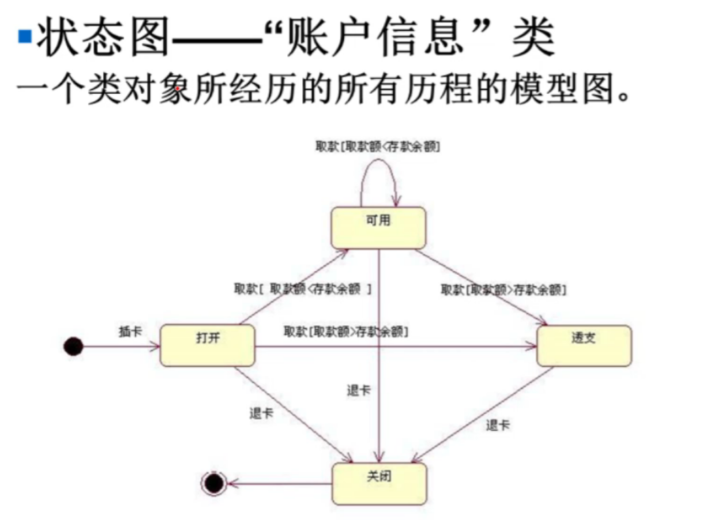 状态图——“账户信息”类
一个类对象所经历的所有历程的模型图。
取款[取款额<存款余额]
可用
取款[ 取款额<存款余额 ]
取款[取款额>存款余额]
插卡
打开
取款[取款额>存款余额]
透支
退卡
退卡
退卡
关闭